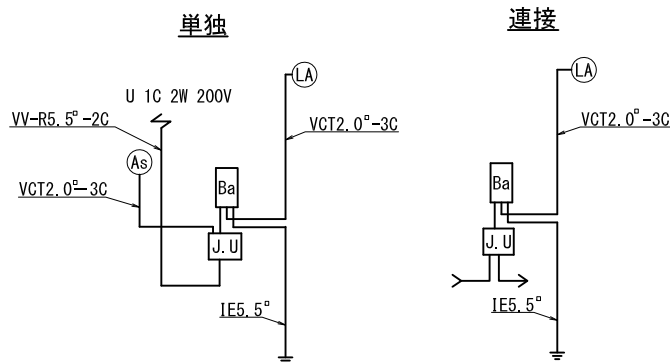 単独
連接
LA
LA
U 1C 2W 200V
VV-R5.5□-2C
VCT2.0□-3C
VCT2.0□-3C
As
Ba
Ba
VCT2.0□-3C
J.U
J.U
IE5.5□
IE5.5□